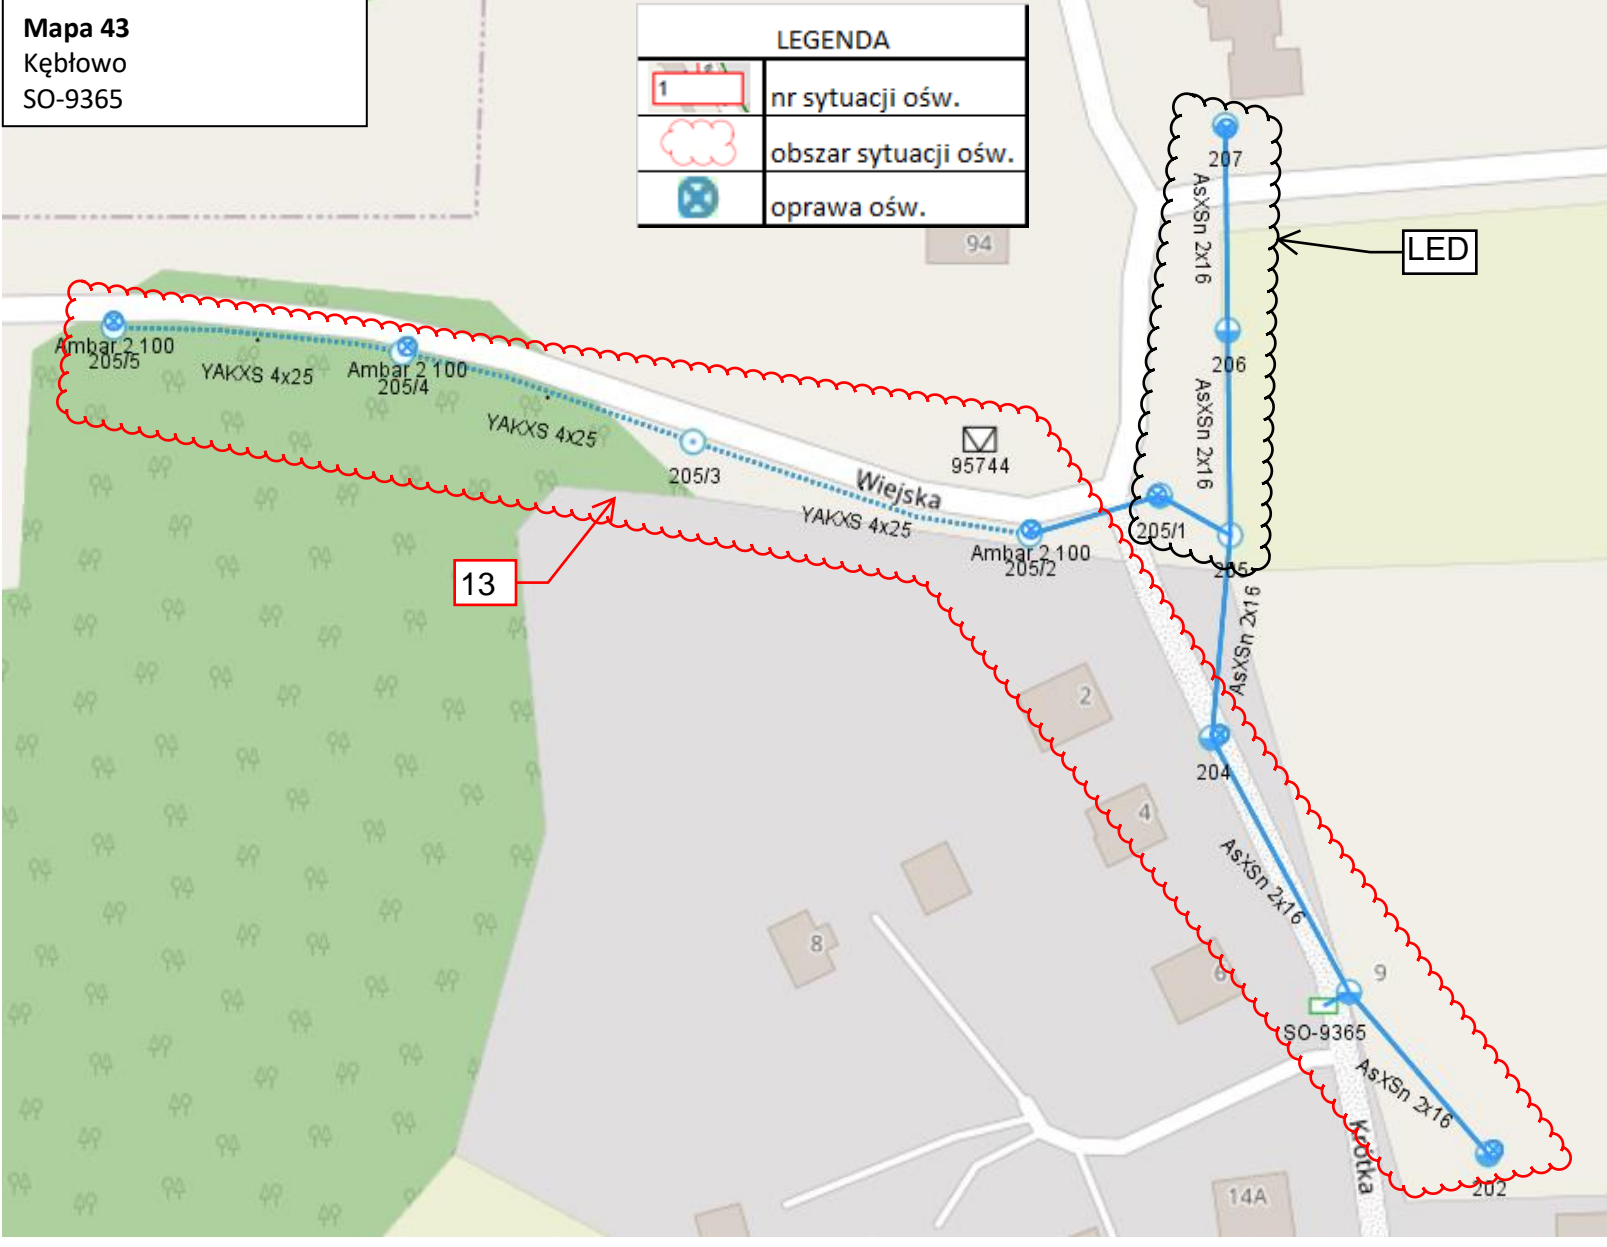 Mapa 43
Kębłowo
SO-9365
LEGENDA
1
nr sytuacji ośw.
obszar sytuacji ośw.
oprawa ośw.
207
AsXSn 2x16
LED
94
206
AsXSn 2x16
Ambar 2 100
205/5
YAKXS 4x25
Ambar 2 100
205/4
YAKXS 4x25
205/3
95744
Wiejska
YAKXS 4x25
205/1
Ambar 2 100
205/2
205
13
AsXSn 2x16
2
204
4
AsXSn 2x16
8
6
9
SO-9365
AsXSn 2x16
Krótka
202
14A